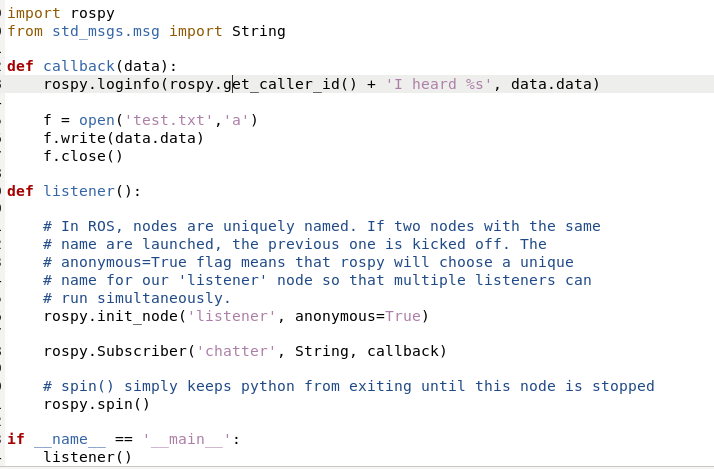 import rospy
from std_msgs.msg import String

def callback(data):
    rospy.loginfo(rospy.get_caller_id() + 'I heard %s', data.data)

    f = open('test.txt','a')
    f.write(data.data)
    f.close()

def listener():

    # In ROS, nodes are uniquely named. If two nodes with the same
    # name are launched, the previous one is kicked off. The
    # anonymous=True flag means that rospy will choose a unique
    # name for our 'listener' node so that multiple listeners can
    # run simultaneously.
    rospy.init_node('listener', anonymous=True)

    rospy.Subscriber('chatter', String, callback)

    # spin() simply keeps python from exiting until this node is stopped
    rospy.spin()

if __name__ == '__main__':
    listener()